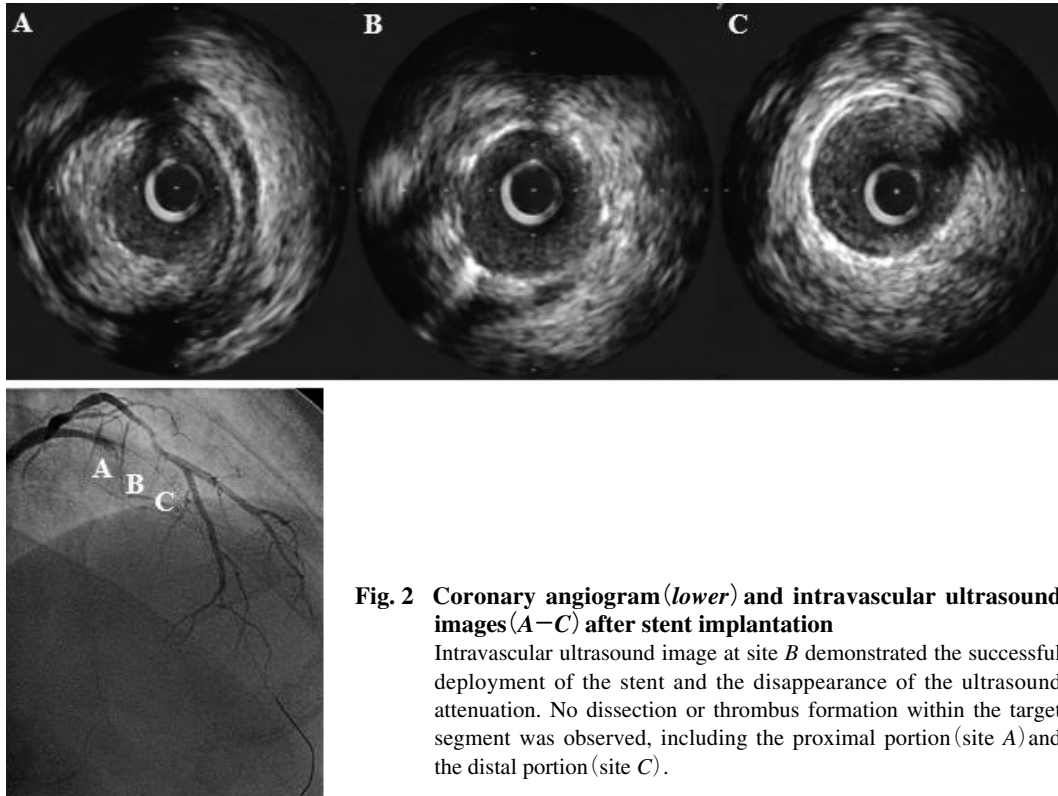 A
B
C
A
B
C
Fig. 2 Coronary angiogram(lower)and intravascular ultrasound
images(A−C)after stent implantation
Intravascular ultrasound image at site B demonstrated the successful
deployment of the stent and the disappearance of the ultrasound
attenuation. No dissection or thrombus formation within the target
segment was observed, including the proximal portion(site A)and
the distal portion(site C).